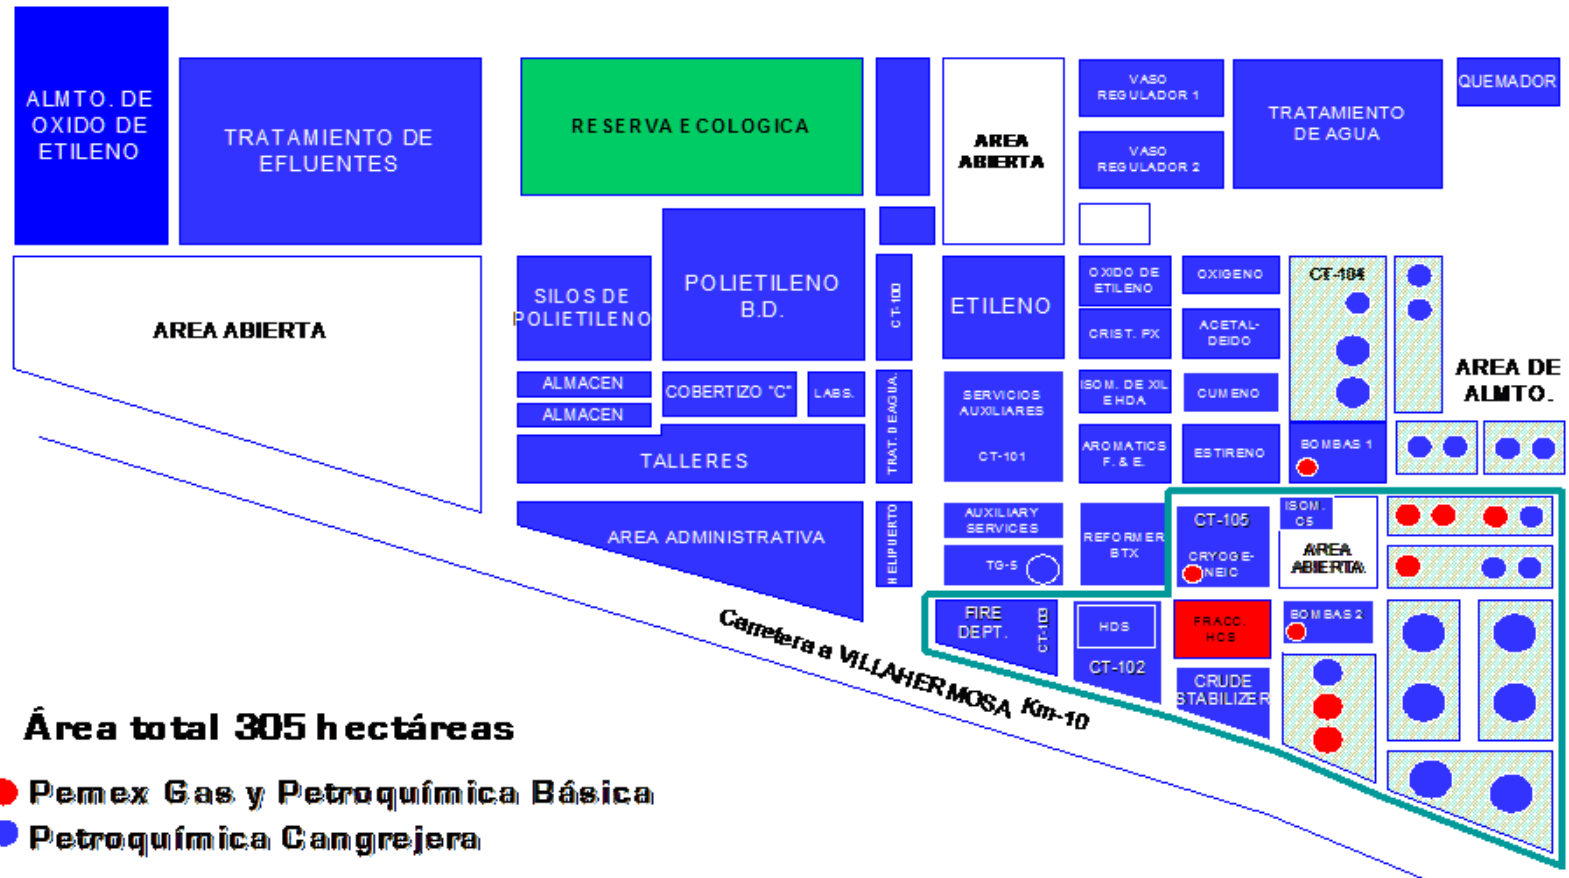 ALMTO. DE
OXIDO DE
ETILENO
TRATAMIENTO DE
EFLUENTES
RESERVA ECOLOGICA
AREA
ABIERTA
VASO
REGULADOR 1
VASO
REGULADOR 2
TRATAMIENTO
DE AGUA
QUEMADOR
AREA ABIERTA
SILOS DE
POLIETILENO
POLIETILENO
B.D.
CT-100
ETILENO
OXIDO DE
ETILENO
OXIGENO
CT-104
CRIST. PX
ACETAL-
DEIDO
AREA DE
ALMTO.
ALMACEN
ALMACEN
COBERTIZO "C"
LABS.
TRAT. DE AGUA.
SERVICIOS
AUXILIARES
CT-101
ISOM. DE XIL
EHDA
CUMENO
TALLERES
AROMATICS
F. & E.
ESTIRENO
BOMBAS 1
AREA ADMINISTRATIVA
HELIPUERTO
AUXILIARY
SERVICES
TG-5
REFORMER
BTX
CT-105
CRYOGE-
NEIC
ISOM.
C5
AREA
ABIERTA.
FIRE
DEPT.
HDS
CT-102
FRACC.
HCS
BOMBAS 2
CRUDE
STABILIZER
Carretera a VILLAHERMOSA Km-10
Área total 305 hectáreas
Pemex Gas y Petroquímica Básica
Petroquímica Cangrejera